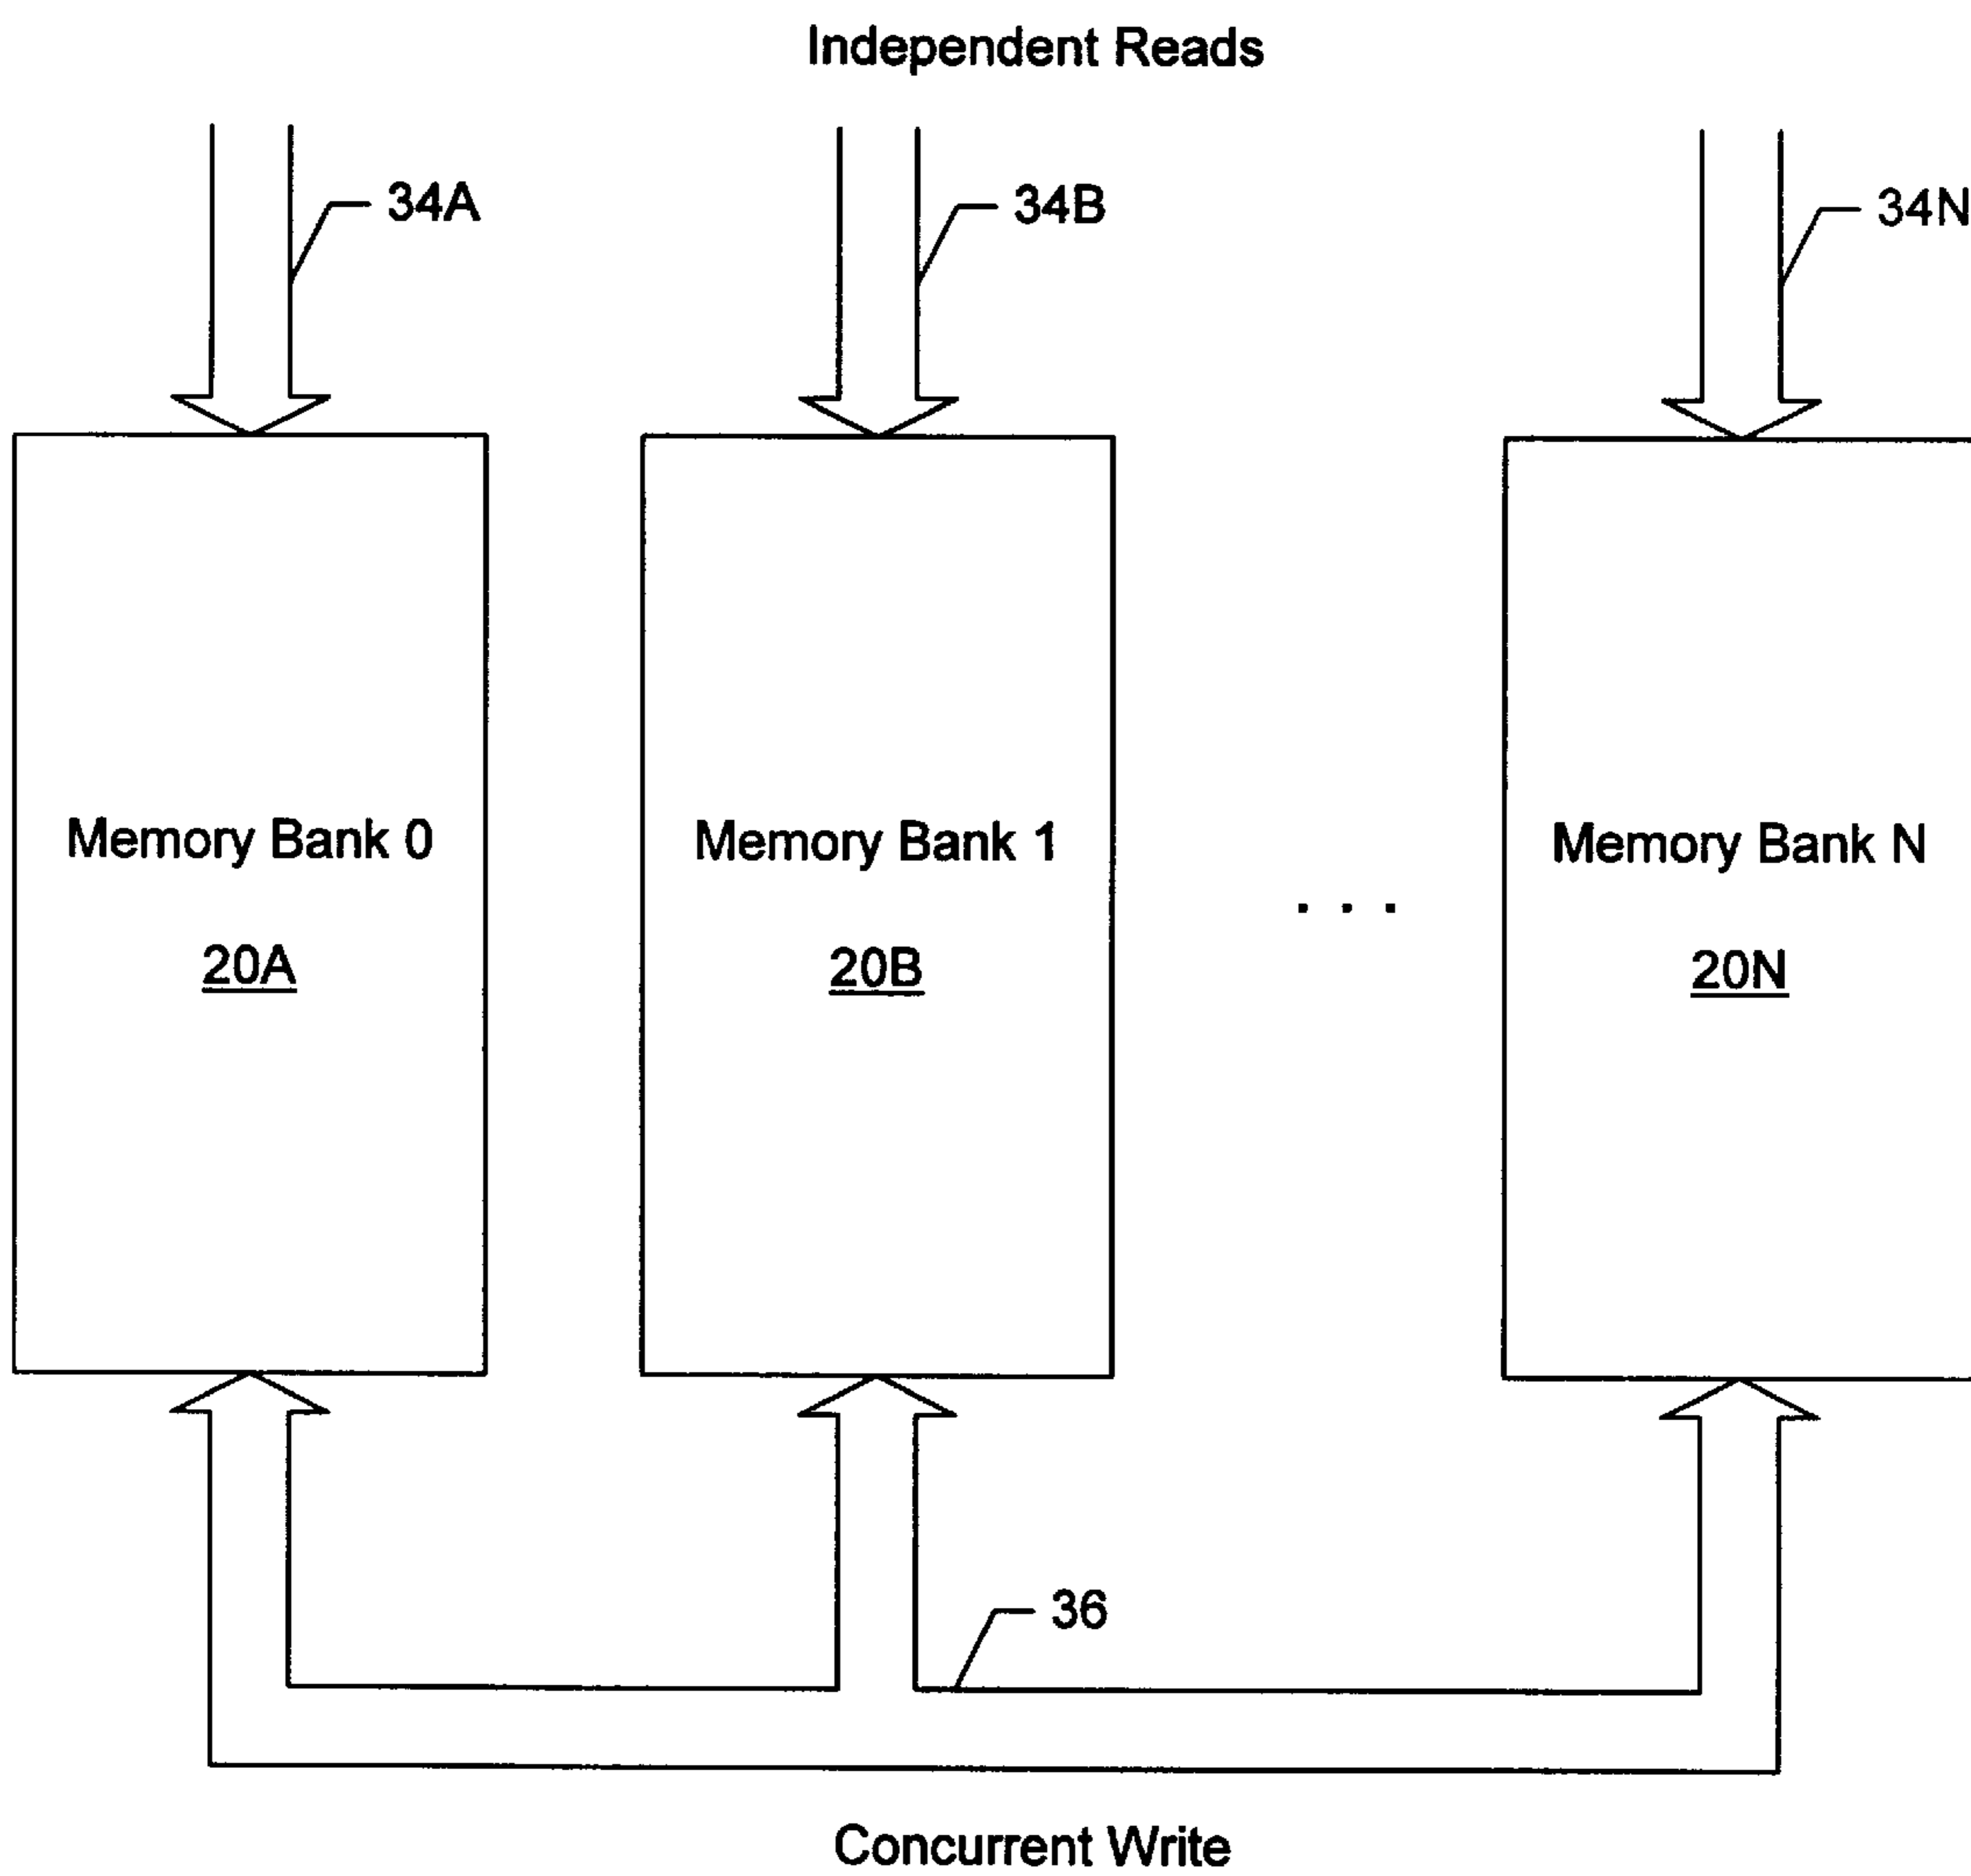 Independent Reads
34A
34B
34N
Memory Bank 0
Memory Bank 1
Memory Bank N
. . .
20A
20B
20N
36
Concurrent Write